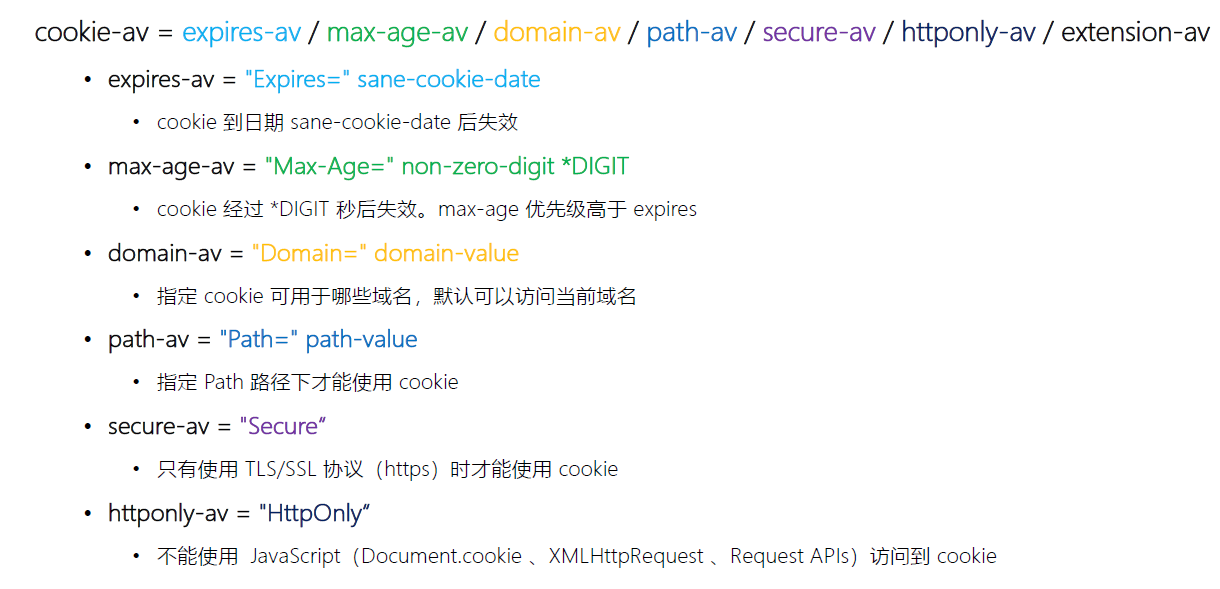 cookie-av = expires-av / max-age-av / domain-av / path-av / secure-av / httponly-av / extension-av
• expires-av = "Expires=" sane-cookie-date
• cookie 到日期 sane-cookie-date 后失效
• max-age-av = "Max-Age=" non-zero-digit *DIGIT
• cookie 经过 *DIGIT 秒后失效。max-age 优先级高于 expires
• domain-av = "Domain=" domain-value
• 指定 cookie 可用于哪些域名，默认可以访问当前域名
• path-av = "Path=" path-value
• 指定 Path 路径下才能使用 cookie
• secure-av = "Secure“
• 只有使用 TLS/SSL 协议（https）时才能使用 cookie
• httponly-av = "HttpOnly“
• 不能使用 JavaScript（Document.cookie 、XMLHttpRequest 、Request APIs）访问到 cookie